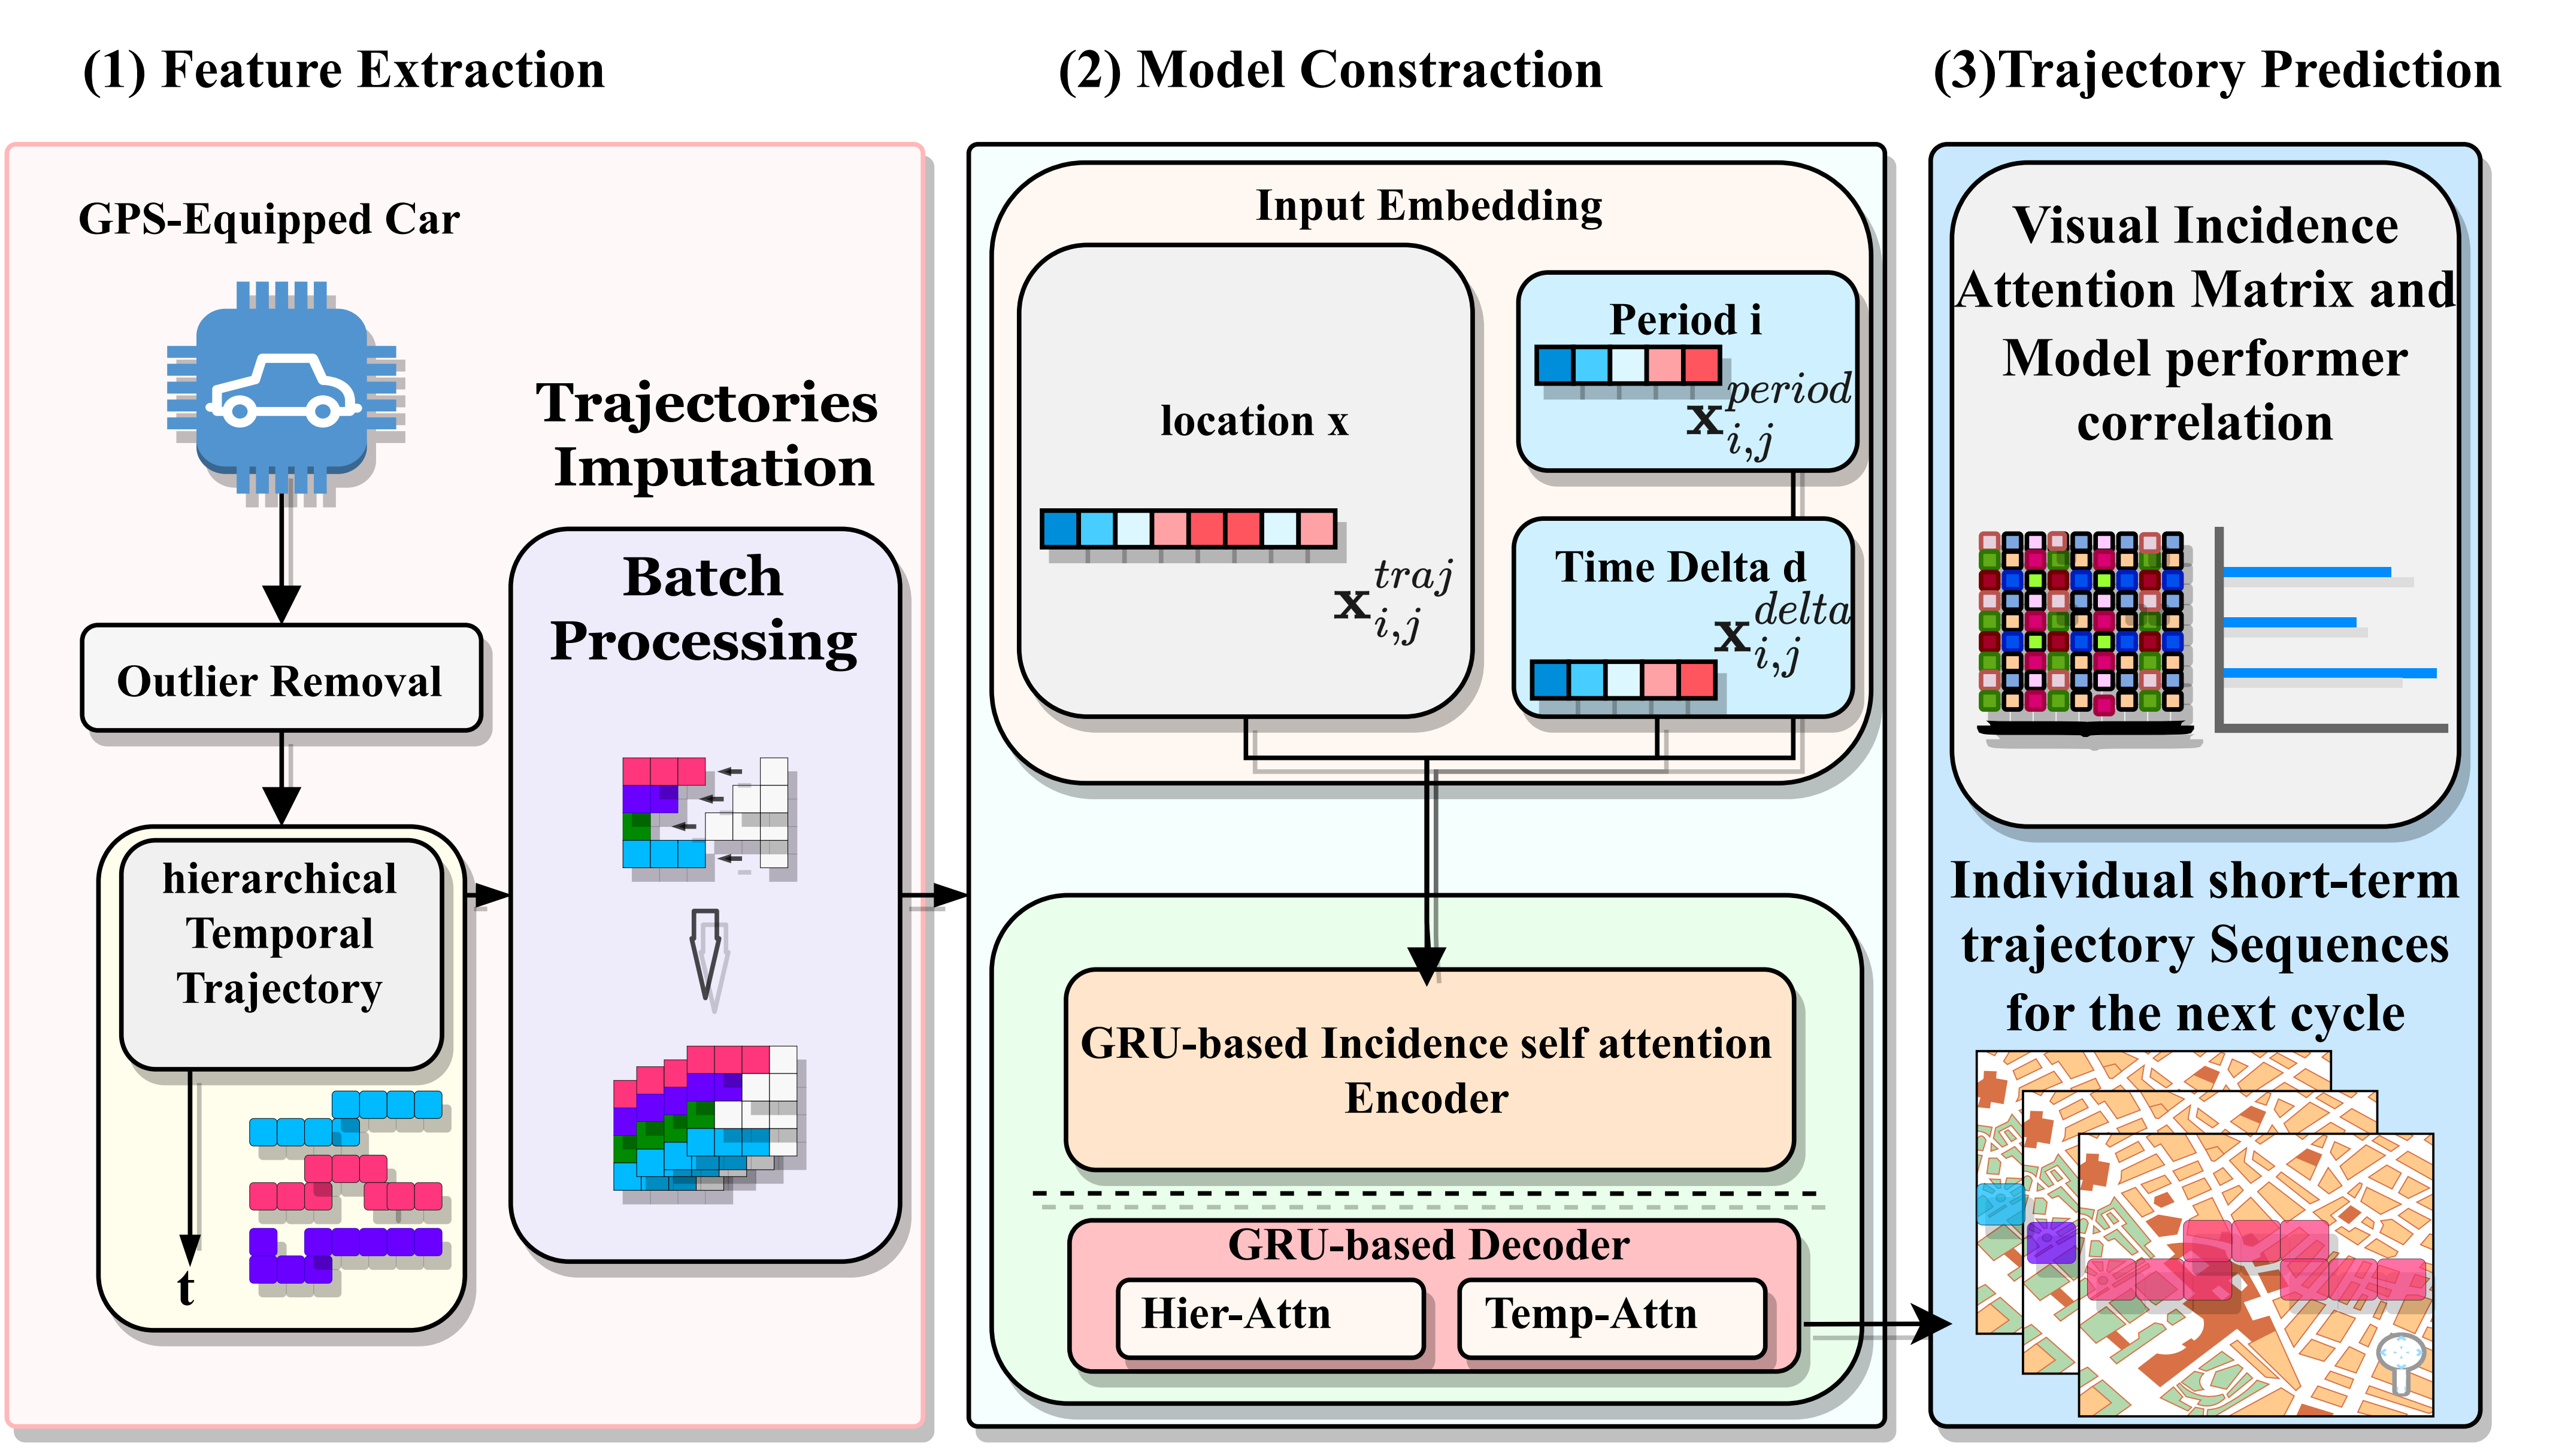 (1) Feature Extraction
GPS-Equipped Car
Outlier Removal
hierarchical
Temporal
Trajectory
t
Trajectories
Imputation
Batch
Processing
(2) Model Constraction
Input Embedding
location x
x_{i,j}^{traj}
Period i
x_{i,j}^{period}
Time Delta d
x_{i,j}^{delta}
GRU-based Incidence self attention
Encoder
GRU-based Decoder
Hier-Attn
Temp-Attn
(3)Trajectory Prediction
Visual Incidence
Attention Matrix and
Model performer
correlation
Individual short-term
trajectory Sequences
for the next cycle